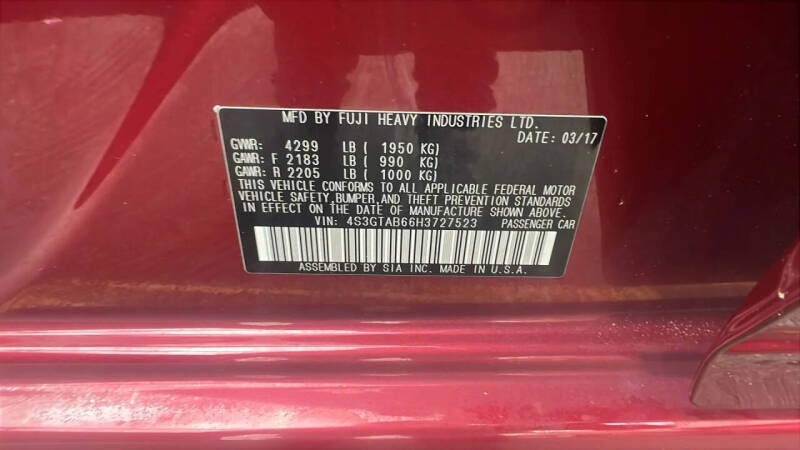 MFD BY FUJI HEAVY INDUSTRIES LTD.
DATE: 03/17
GVWR: 4299 LB ( 1950 KG)
GAWR: F 2183 LB ( 990 KG)
GAWR: R 2205 LB ( 1000 KG)
THIS VEHICLE CONFORMS TO ALL APPLICABLE FEDERAL MOTOR
VEHICLE SAFETY, BUMPER, AND THEFT PREVENTION STANDARDS
IN EFFECT ON THE DATE OF MANUFACTURE SHOWN ABOVE.
VIN: 4S3GTAB66H3727523 PASSENGER CAR
ASSEMBLED BY SIA INC. MADE IN U.S.A.